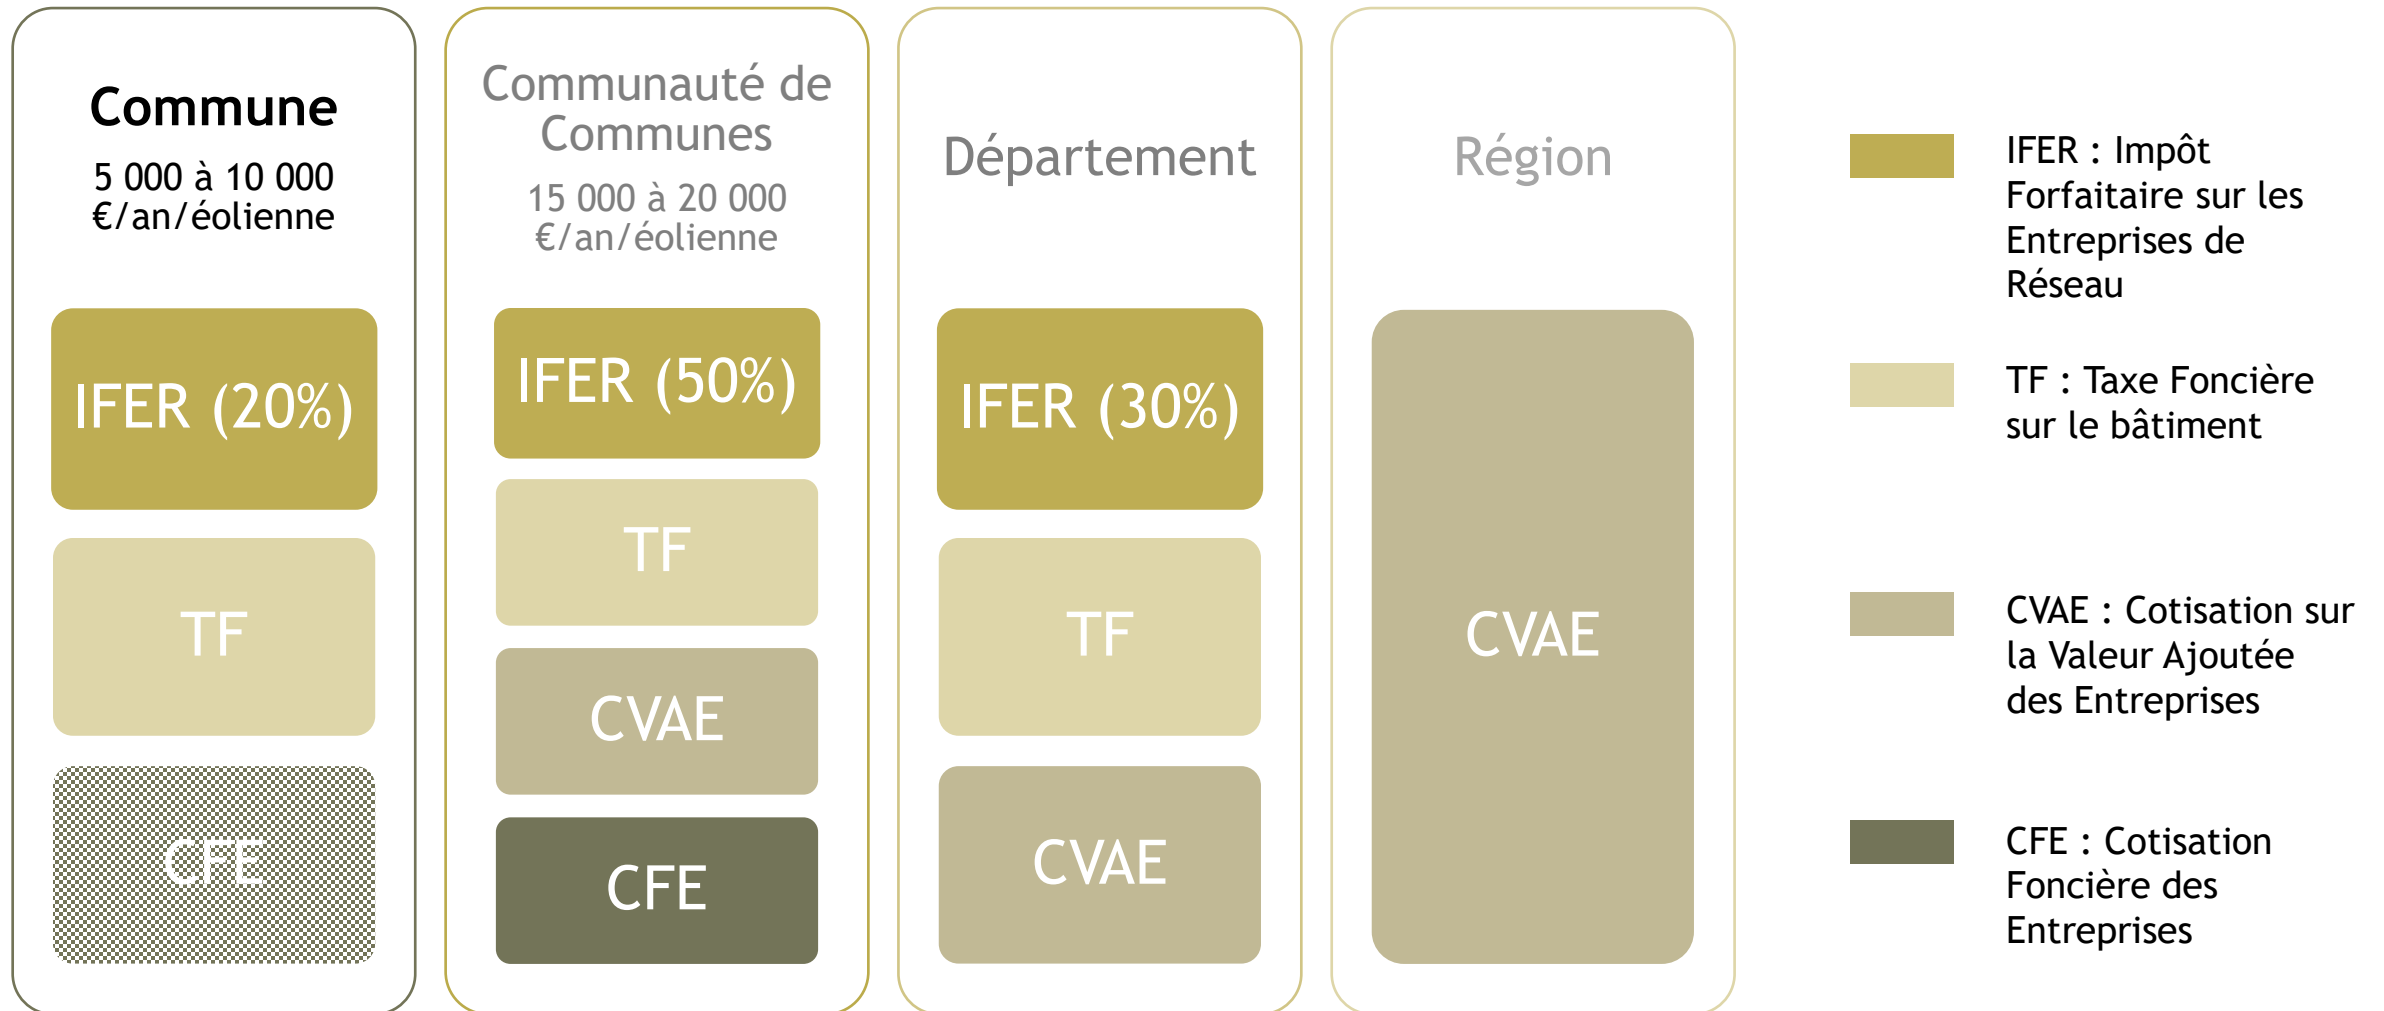 Commune
5 000 à 10 000
€/an/éolienne
IFER (20%)
TF
CFE
Communauté de
Communes
15 000 à 20 000
€/an/éolienne
IFER (50%)
TF
CVAE
CFE
Département
IFER (30%)
TF
CVAE
Région
CVAE
IFER : Impôt
Forfaitaire sur les
Entreprises de
Réseau
TF : Taxe Foncière
sur le bâtiment
CVAE : Cotisation sur
la Valeur Ajoutée
des Entreprises
CFE : Cotisation
Foncière des
Entreprises